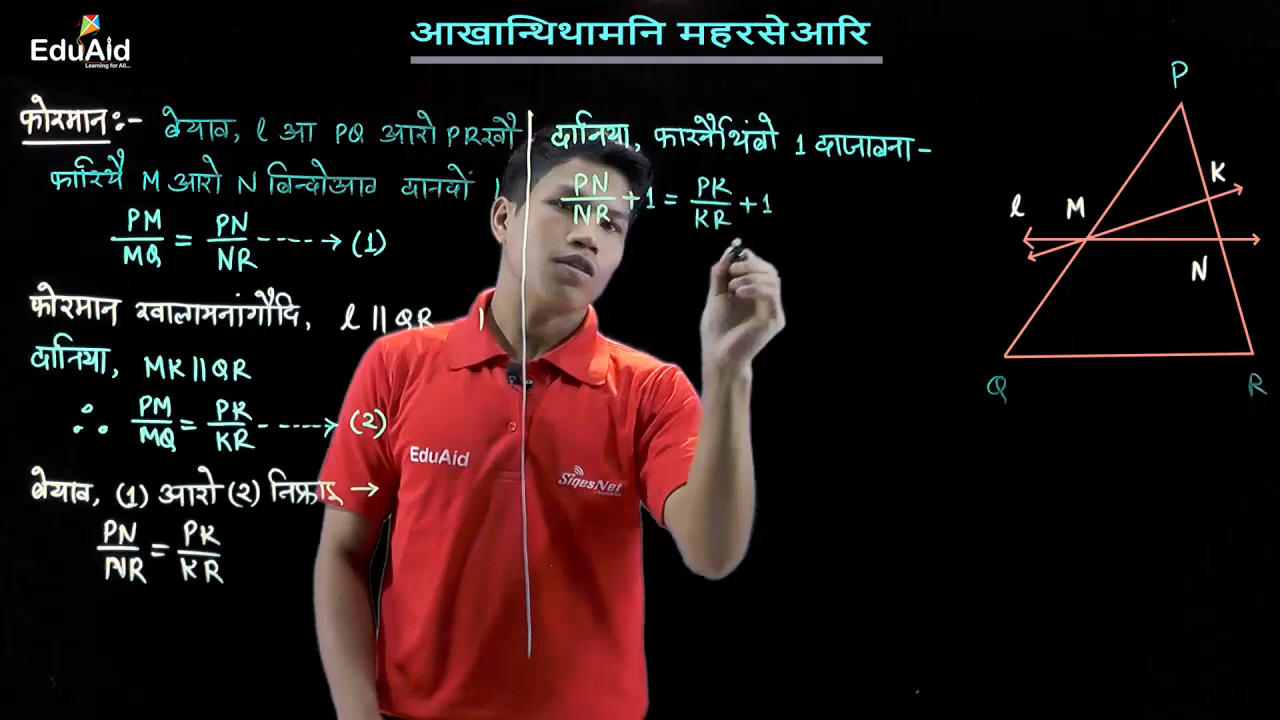 EduAid
Learning for All...
आखान्थिथामनि महरसेआरि
फोरमान:- बेयाव, l आ PQ आरो PRखौ
फारियै M आरो N बिन्दोआव दानदों ।
PM/MQ = PN/NR ----→ (1)
फोरमान खालामनांगौदि, l || QR ।
दानिया, MK || QR
∴ PM/MQ = PK/KR ----→ (2)
बेयाव, (1) आरो (2) निफ्राइ →
PN/NR = PK/KR
दानिया, 1 दाजाबना -
PN/NR + 1 = PK/KR + 1
P
K
l M
N
Q R
EduAid
SiqesNet